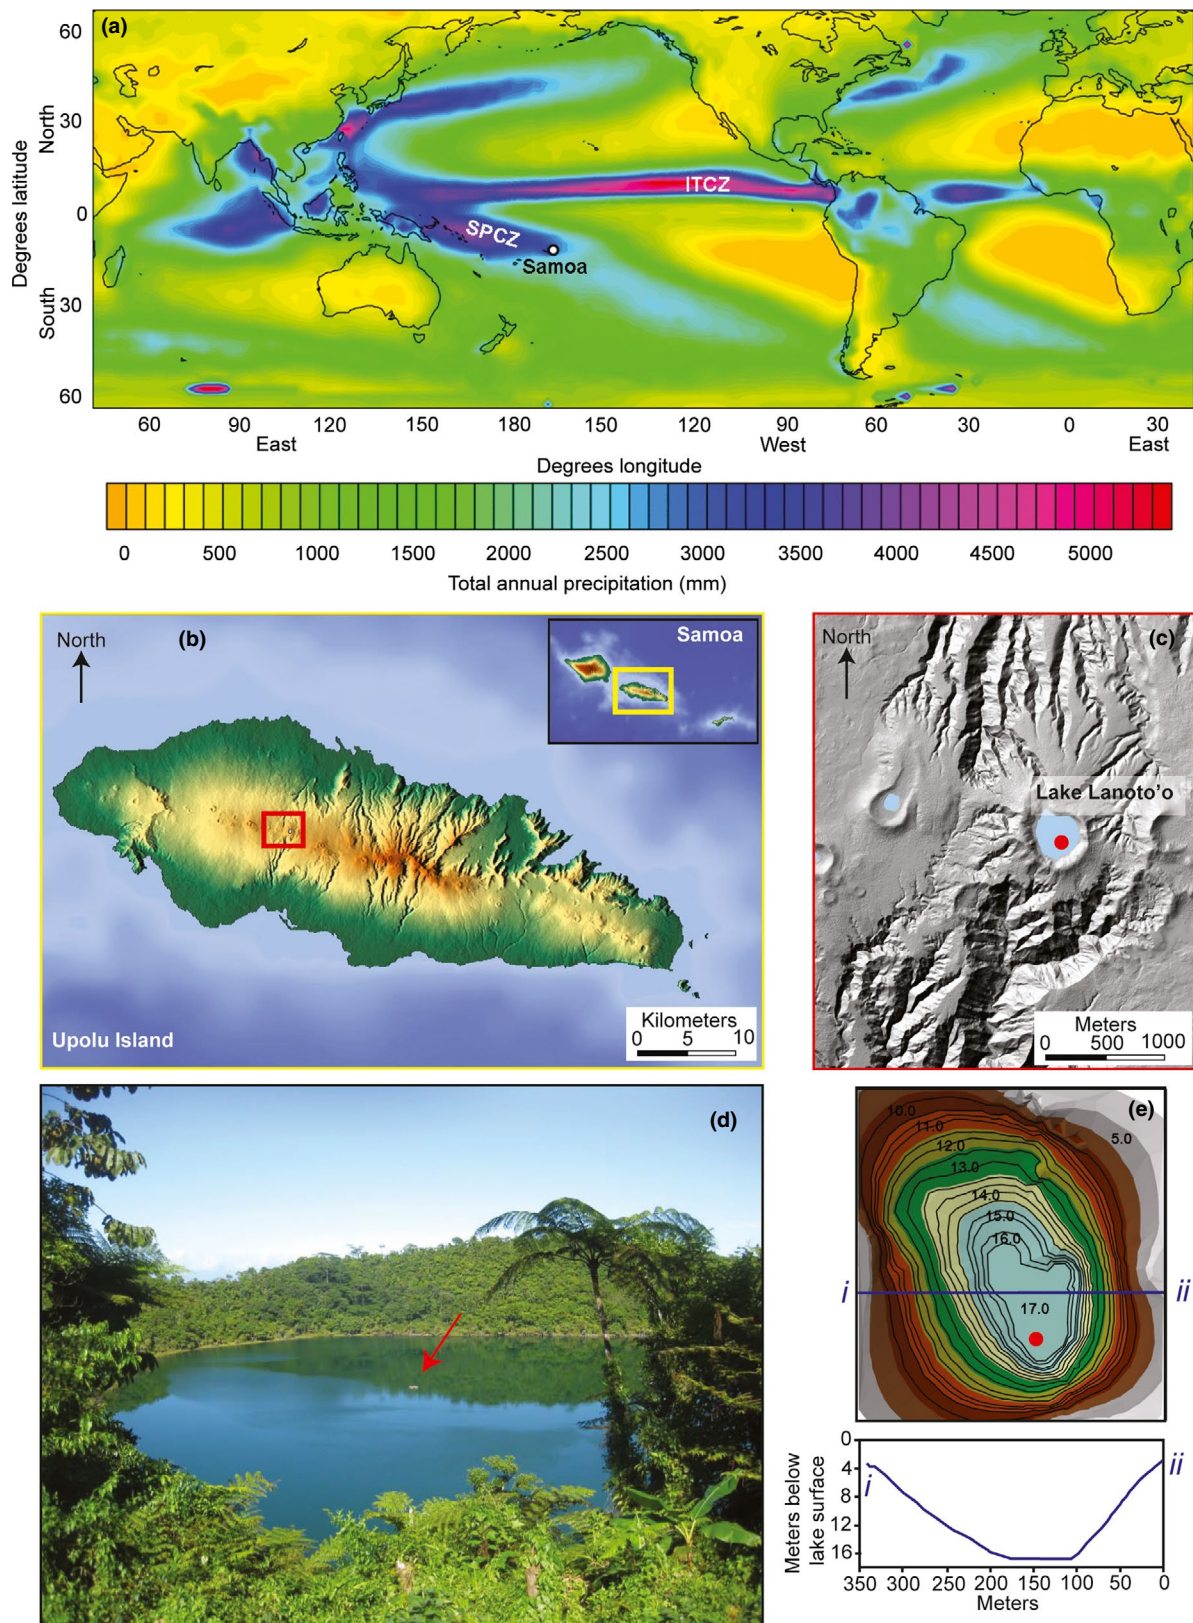 (a)
60
30
0
30
60
North
Degrees latitude
South
ITCZ
SPCZ
Samoa
60 90 120 150 180 150 120 90 60 30 0 30
East West East
Degrees longitude
0 500 1000 1500 2000 2500 3000 3500 4000 4500 5000
Total annual precipitation (mm)
North
(b)
Samoa
Upolu Island
Kilometers
0 5 10
North
(c)
Lake Lanoto'o
Meters
0 500 1000
(d)
(e)
10.0
11.0
12.0
13.0
14.0
15.0
16.0
17.0
5.0
i ii
0
4
8
12
16
Meters below
lake surface
i ii
350 300 250 200 150 100 50 0
Meters